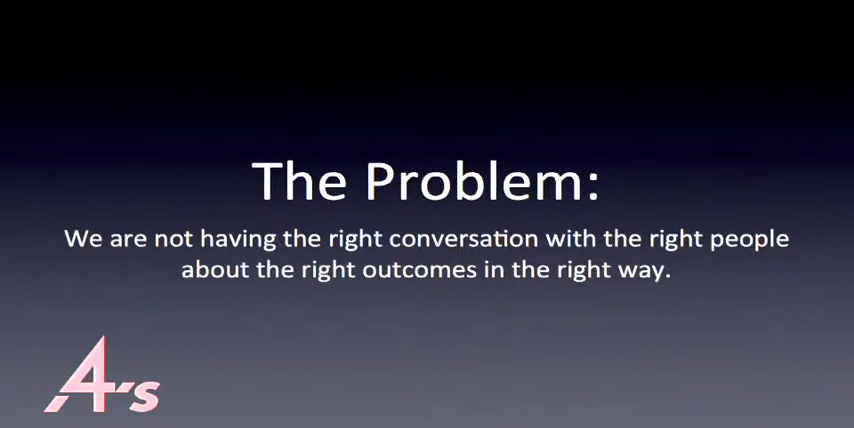 The Problem:
We are not having the right conversation with the right people
about the right outcomes in the right way.
4A's